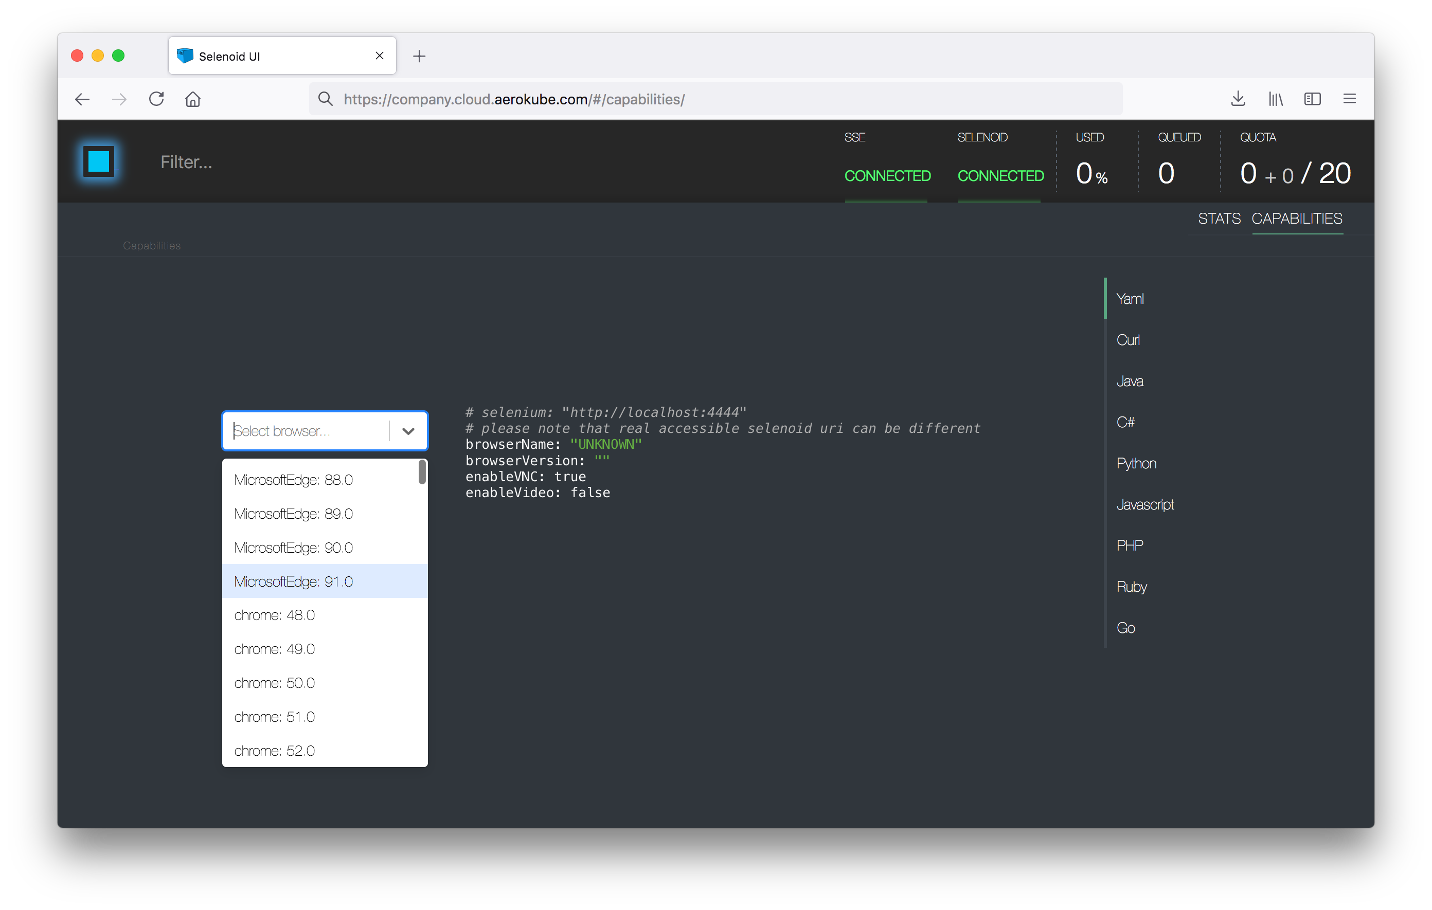 Selenoid UI
https://company.cloud.aerokube.com/#/capabilities/
Filter...
SSE
CONNECTED
SELENOID
CONNECTED
USED
0 %
QUEUED
0
QUOTA
0 + 0 / 20
STATS CAPABILITIES
Capabilities
Select browser...
MicrosoftEdge: 88.0
MicrosoftEdge: 89.0
MicrosoftEdge: 90.0
MicrosoftEdge: 91.0
chrome: 48.0
chrome: 49.0
chrome: 50.0
chrome: 51.0
chrome: 52.0
# selenium: "http://localhost:4444"
# please note that real accessible selenoid uri can be different
browserName: "UNKNOWN"
browserVersion: ""
enableVNC: true
enableVideo: false
Yaml
Curl
Java
C#
Python
Javascript
PHP
Ruby
Go